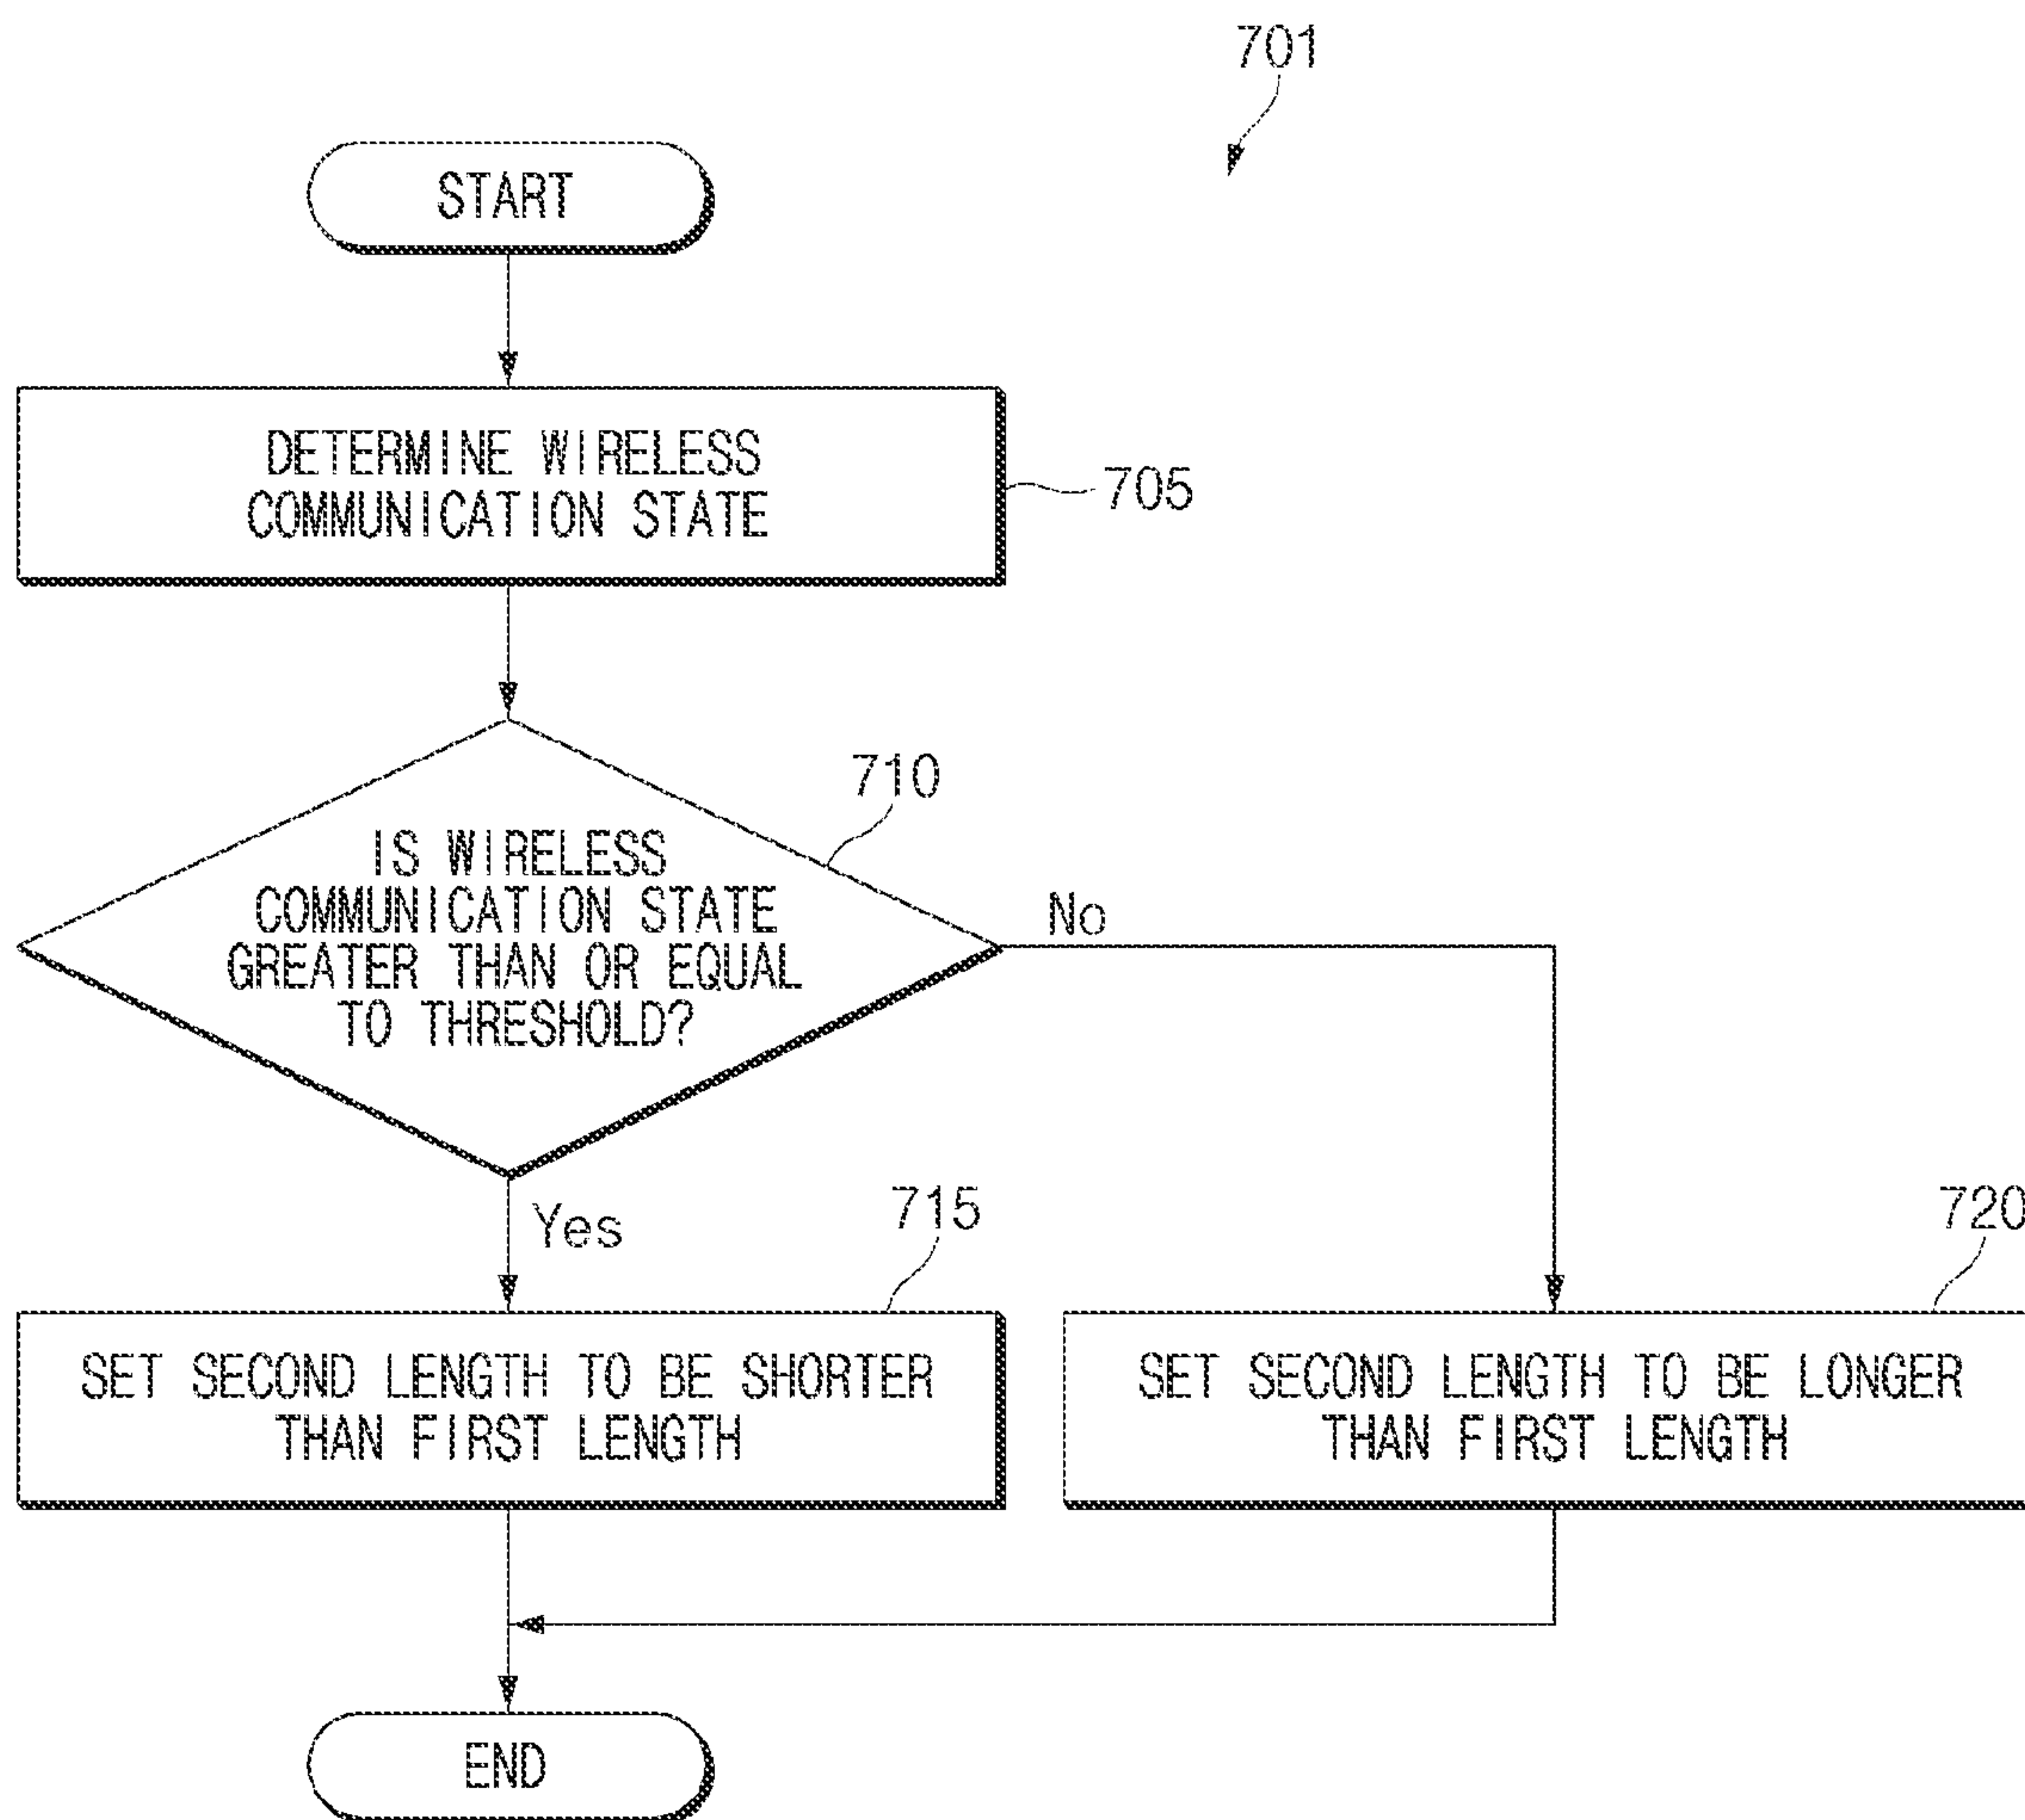 701
START
DETERMINE WIRELESS
COMMUNICATION STATE
705
710
IS WIRELESS
COMMUNICATION STATE
GREATER THAN OR EQUAL
TO THRESHOLD?
No
Yes
715
720
SET SECOND LENGTH TO BE SHORTER
THAN FIRST LENGTH
SET SECOND LENGTH TO BE LONGER
THAN FIRST LENGTH
END